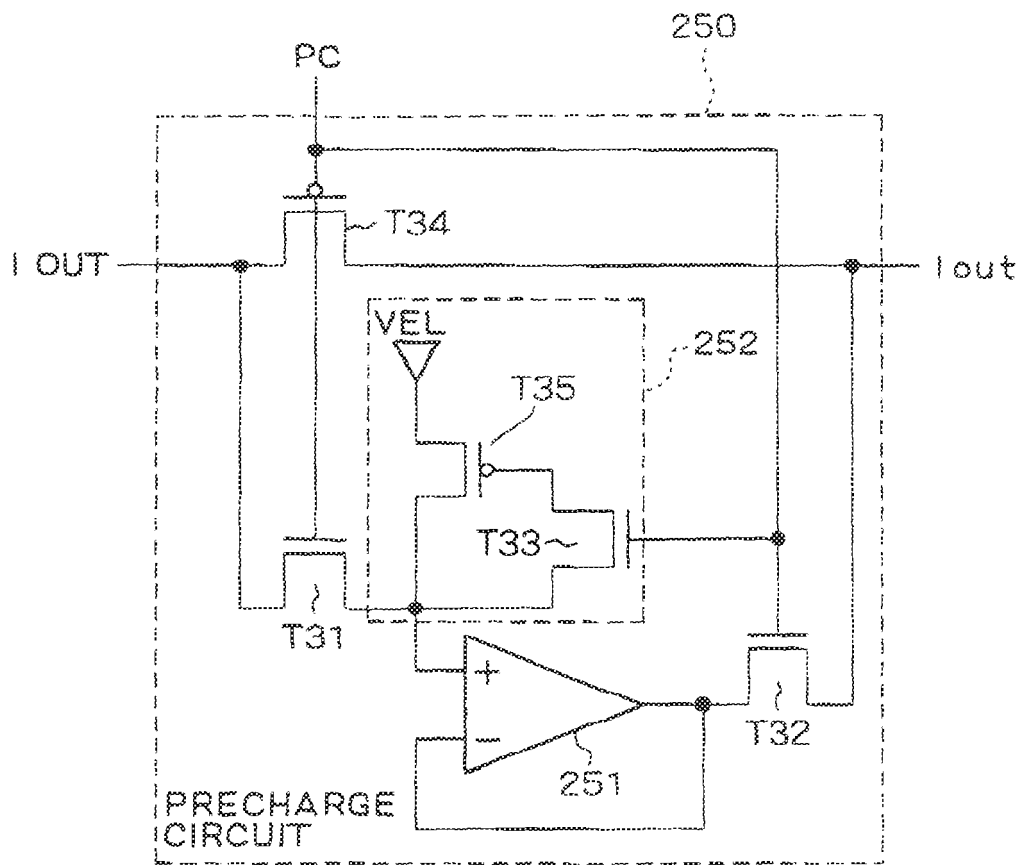 250
PC
T34
I OUT
Iout
VEL
252
T35
T33
T31
+
−
T32
251
PRECHARGE
CIRCUIT